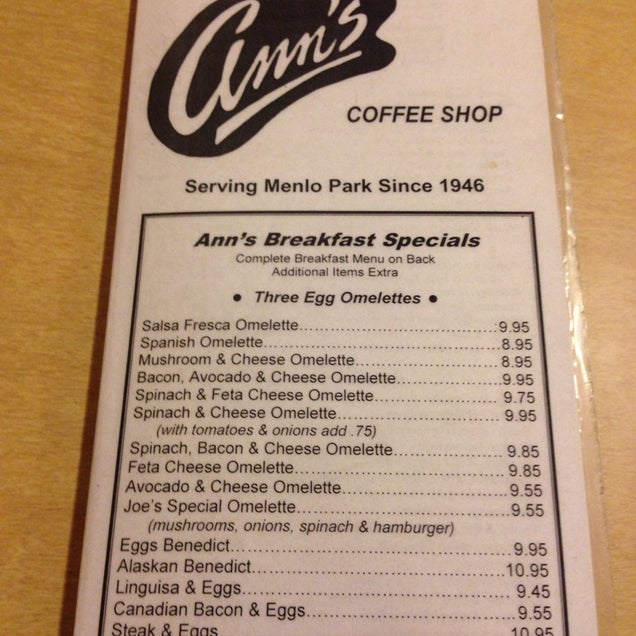 Ann's
COFFEE SHOP
Serving Menlo Park Since 1946
Ann's Breakfast Specials
Complete Breakfast Menu on Back
Additional Items Extra
• Three Egg Omelettes •
Salsa Fresca Omelette 9.95
Spanish Omelette 8.95
Mushroom & Cheese Omelette 8.95
Bacon, Avocado & Cheese Omelette 9.95
Spinach & Feta Cheese Omelette 9.75
Spinach & Cheese Omelette 9.95
(with tomatoes & onions add .75)
Spinach, Bacon & Cheese Omelette 9.85
Feta Cheese Omelette 9.85
Avocado & Cheese Omelette 9.55
Joe's Special Omelette 9.55
(mushrooms, onions, spinach & hamburger)
Eggs Benedict 9.95
Alaskan Benedict 10.95
Linguisa & Eggs 9.45
Canadian Bacon & Eggs 9.55
Steak & Eggs 10.95